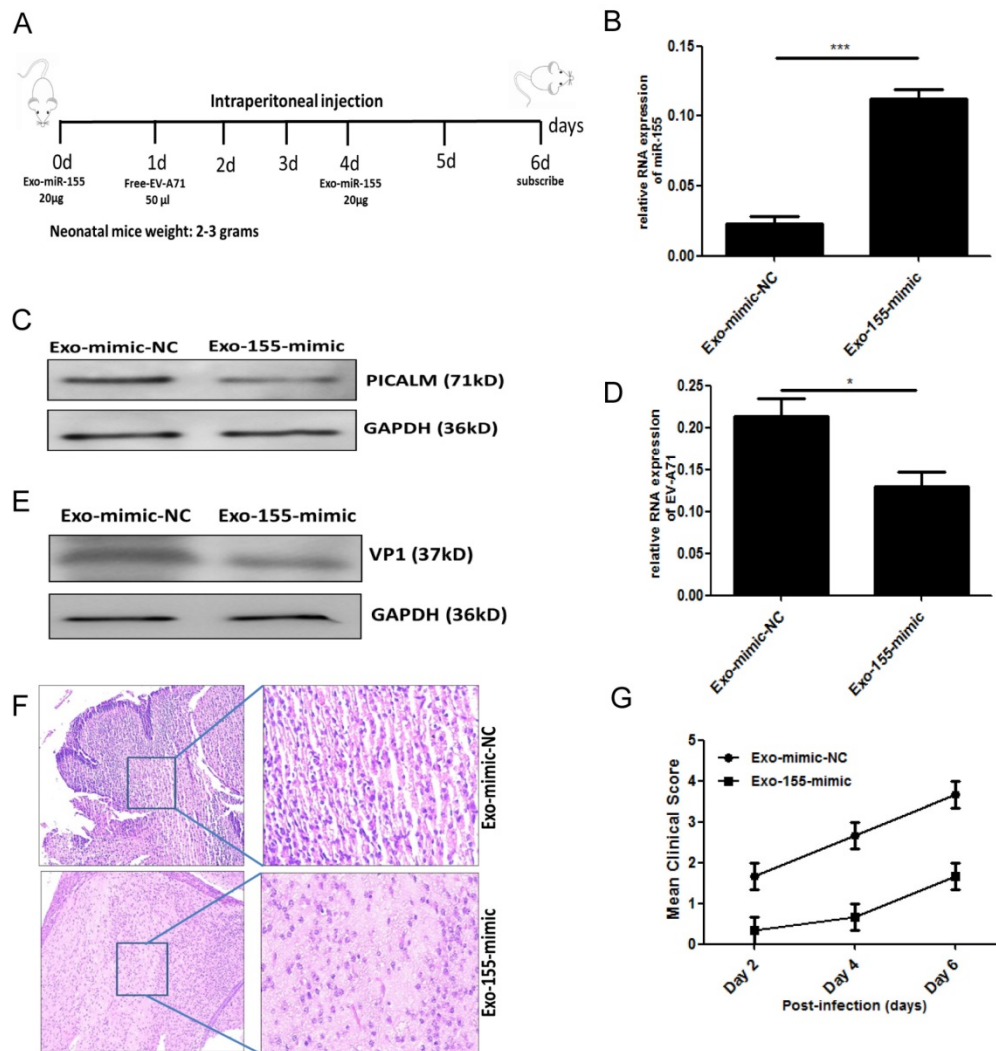 A
Intraperitoneal injection
days
0d 1d 2d 3d 4d 5d 6d
Exo-miR-155 Free-EV-A71 Exo-miR-155 subscribe
20µg 50 µl 20µg
Neonatal mice weight: 2-3 grams
B
relative RNA expression
of miR-155
0.15
0.10
0.05
0.00
***
Exo-mimic-NC
Exo-155-mimic
C
Exo-mimic-NC Exo-155-mimic
PICALM (71kD)
GAPDH (36kD)
D
relative RNA expression
of EV-A71
0.25
0.20
0.15
0.10
0.05
0.00
*
Exo-mimic-NC
Exo-155-mimic
E
Exo-mimic-NC Exo-155-mimic
VP1 (37kD)
GAPDH (36kD)
F
Exo-mimic-NC
Exo-155-mimic
G
Mean Clinical Score
5
4
3
2
1
0
Exo-mimic-NC
Exo-155-mimic
Day 2
Day 4
Day 6
Post-infection (days)